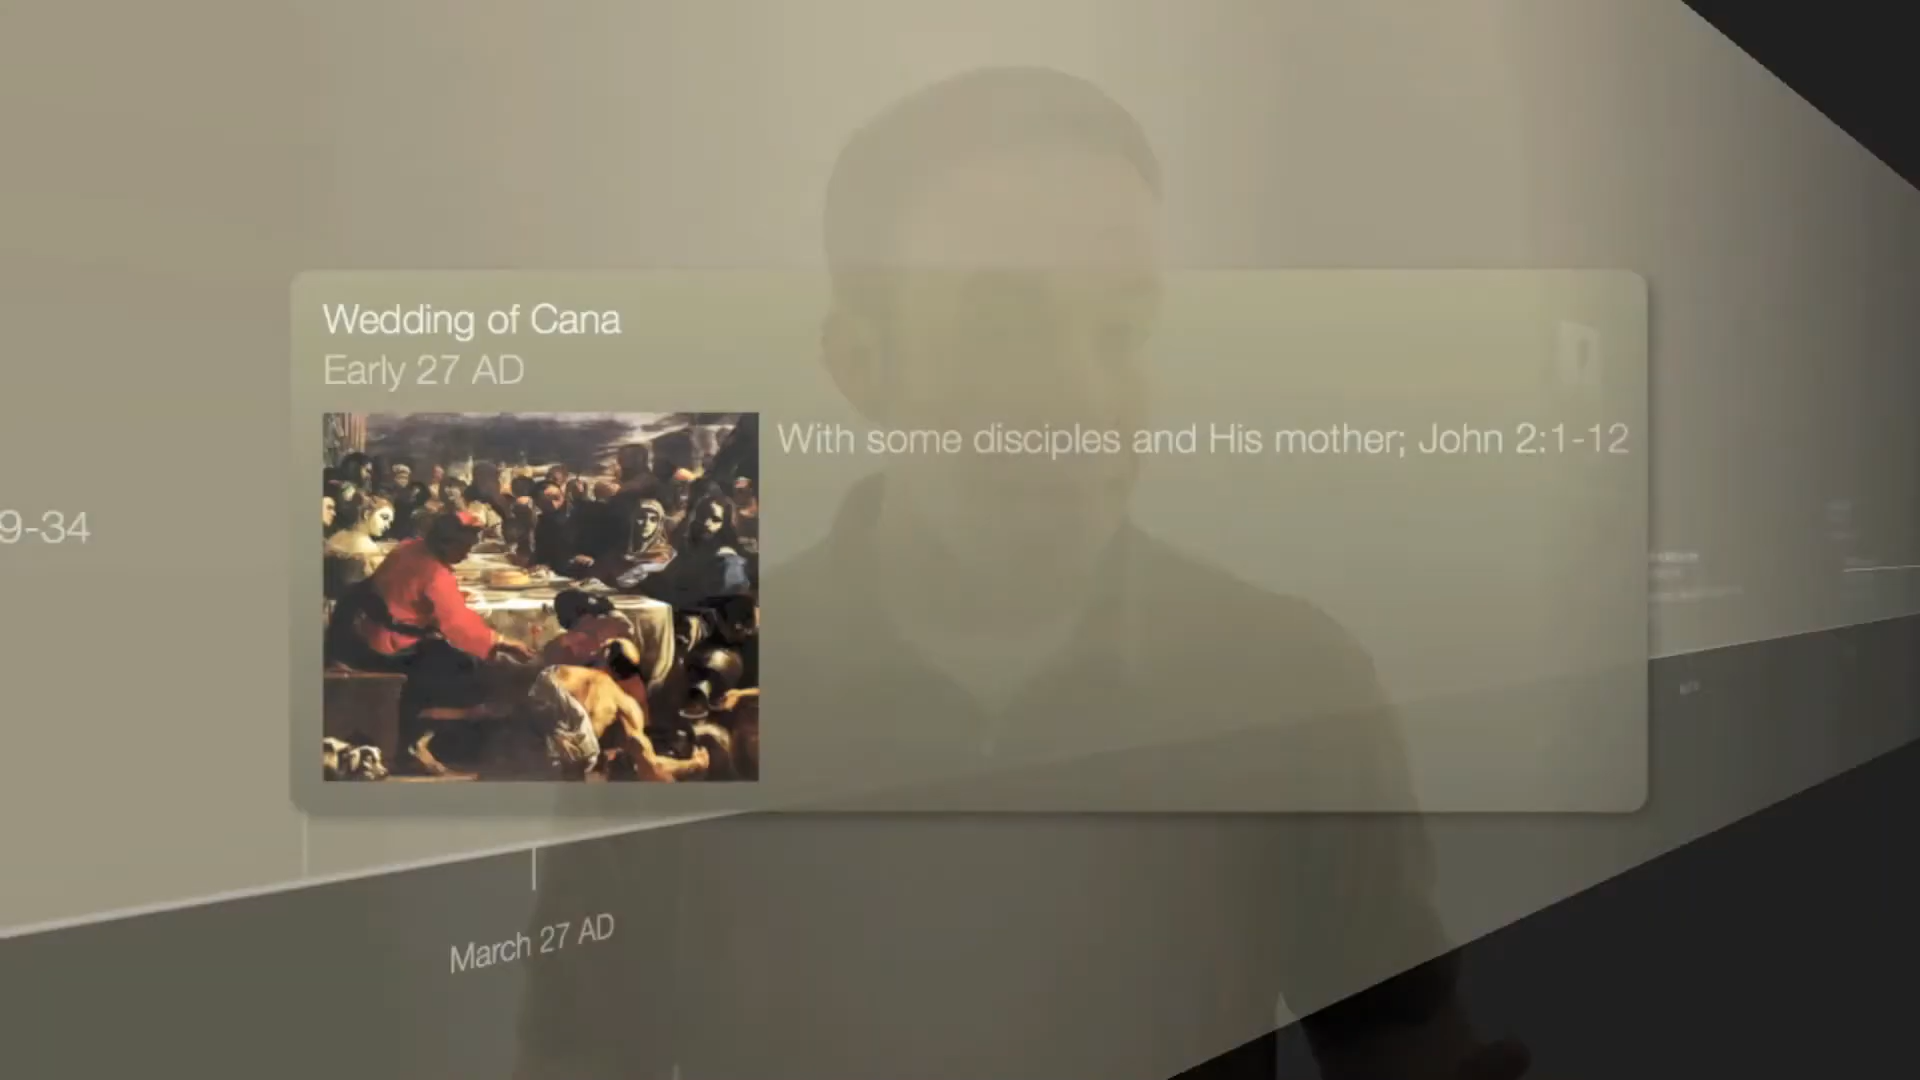 Wedding of Cana
Early 27 AD
With some disciples and His mother; John 2:1-12
9-34
March 27 AD